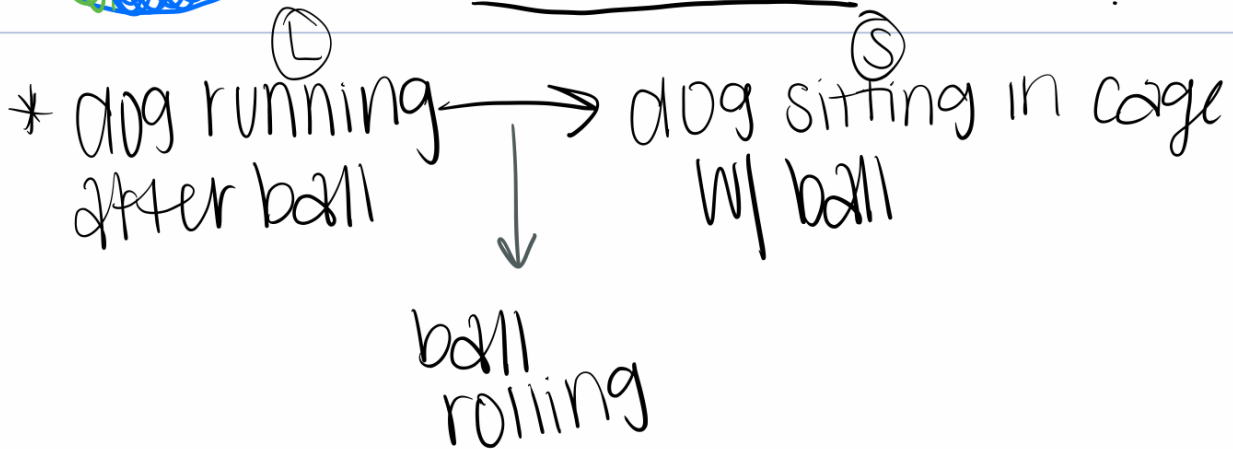 L
S
* dog running → dog sitting in cage
after ball
w/ ball
ball
rolling